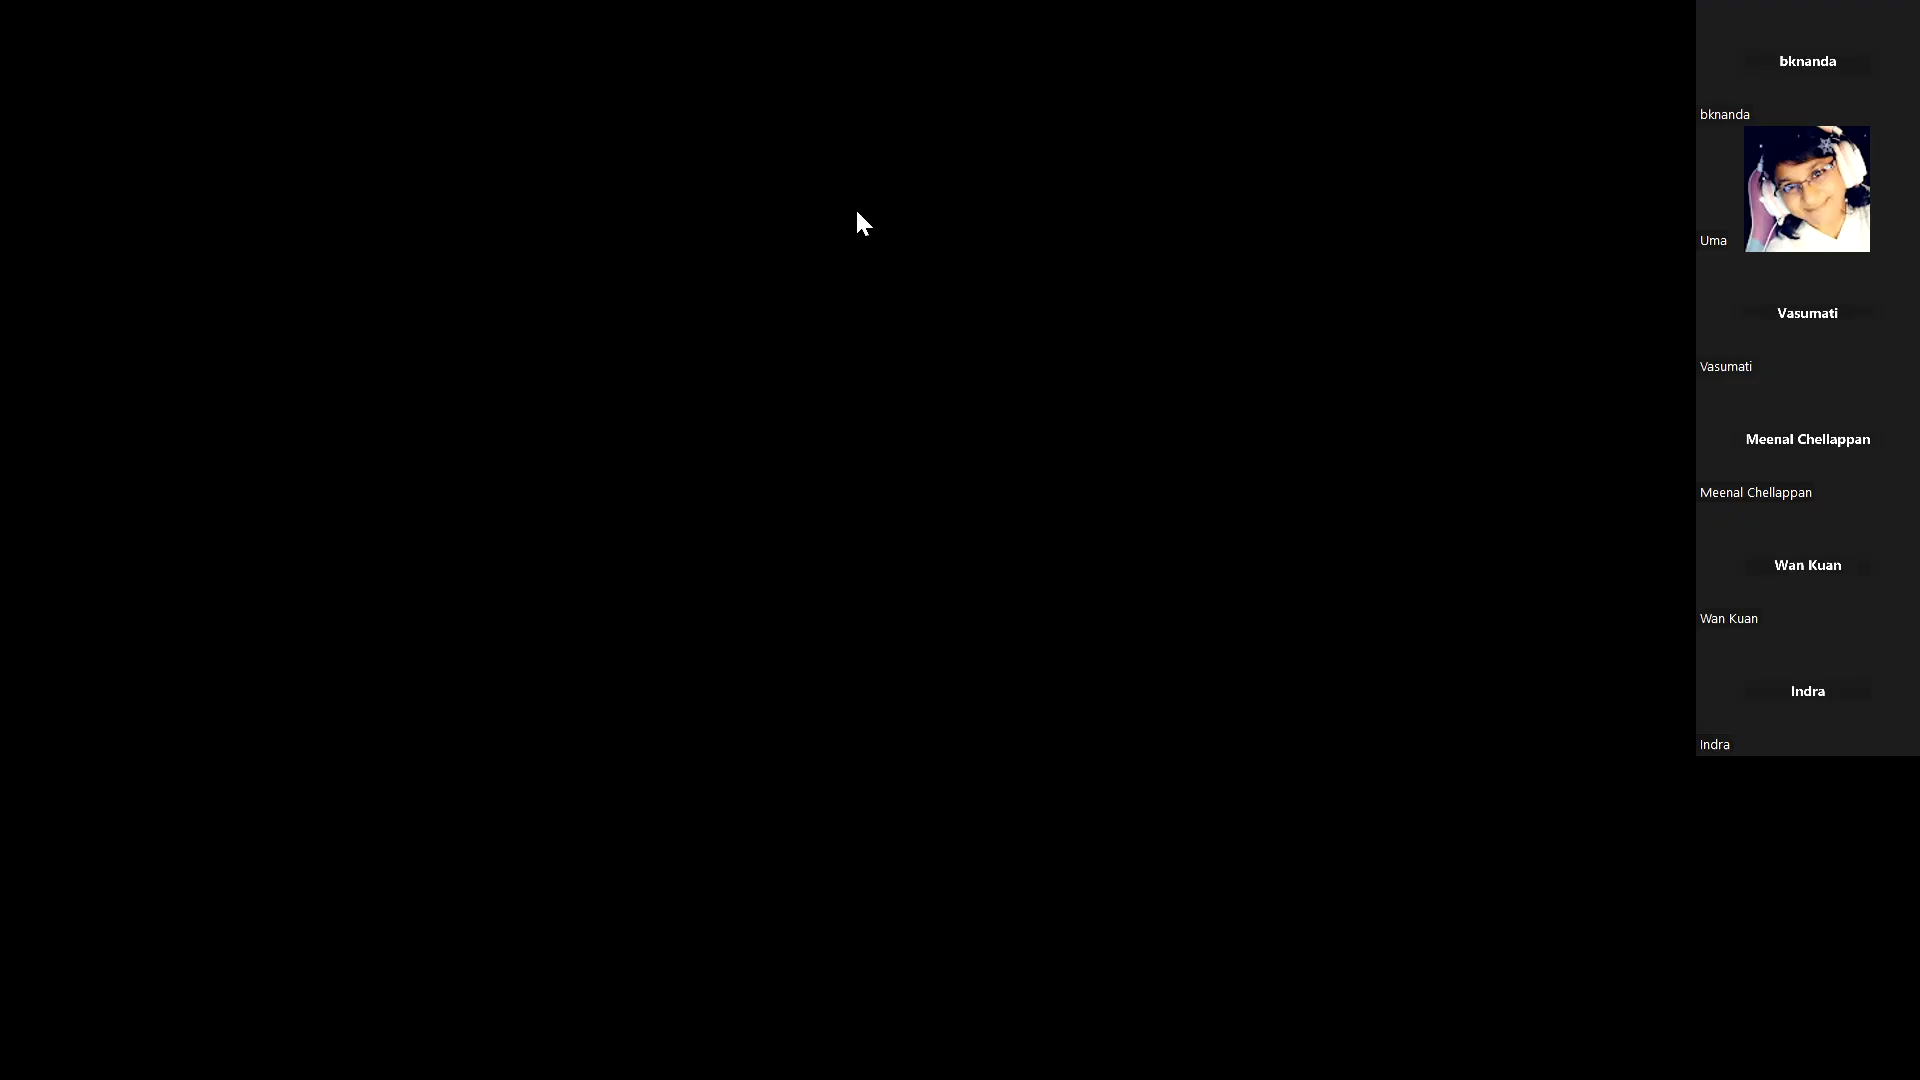 bknanda
bknanda
Uma
Vasumati
Vasumati
Meenal Chellappan
Meenal Chellappan
Wan Kuan
Wan Kuan
Indra
Indra